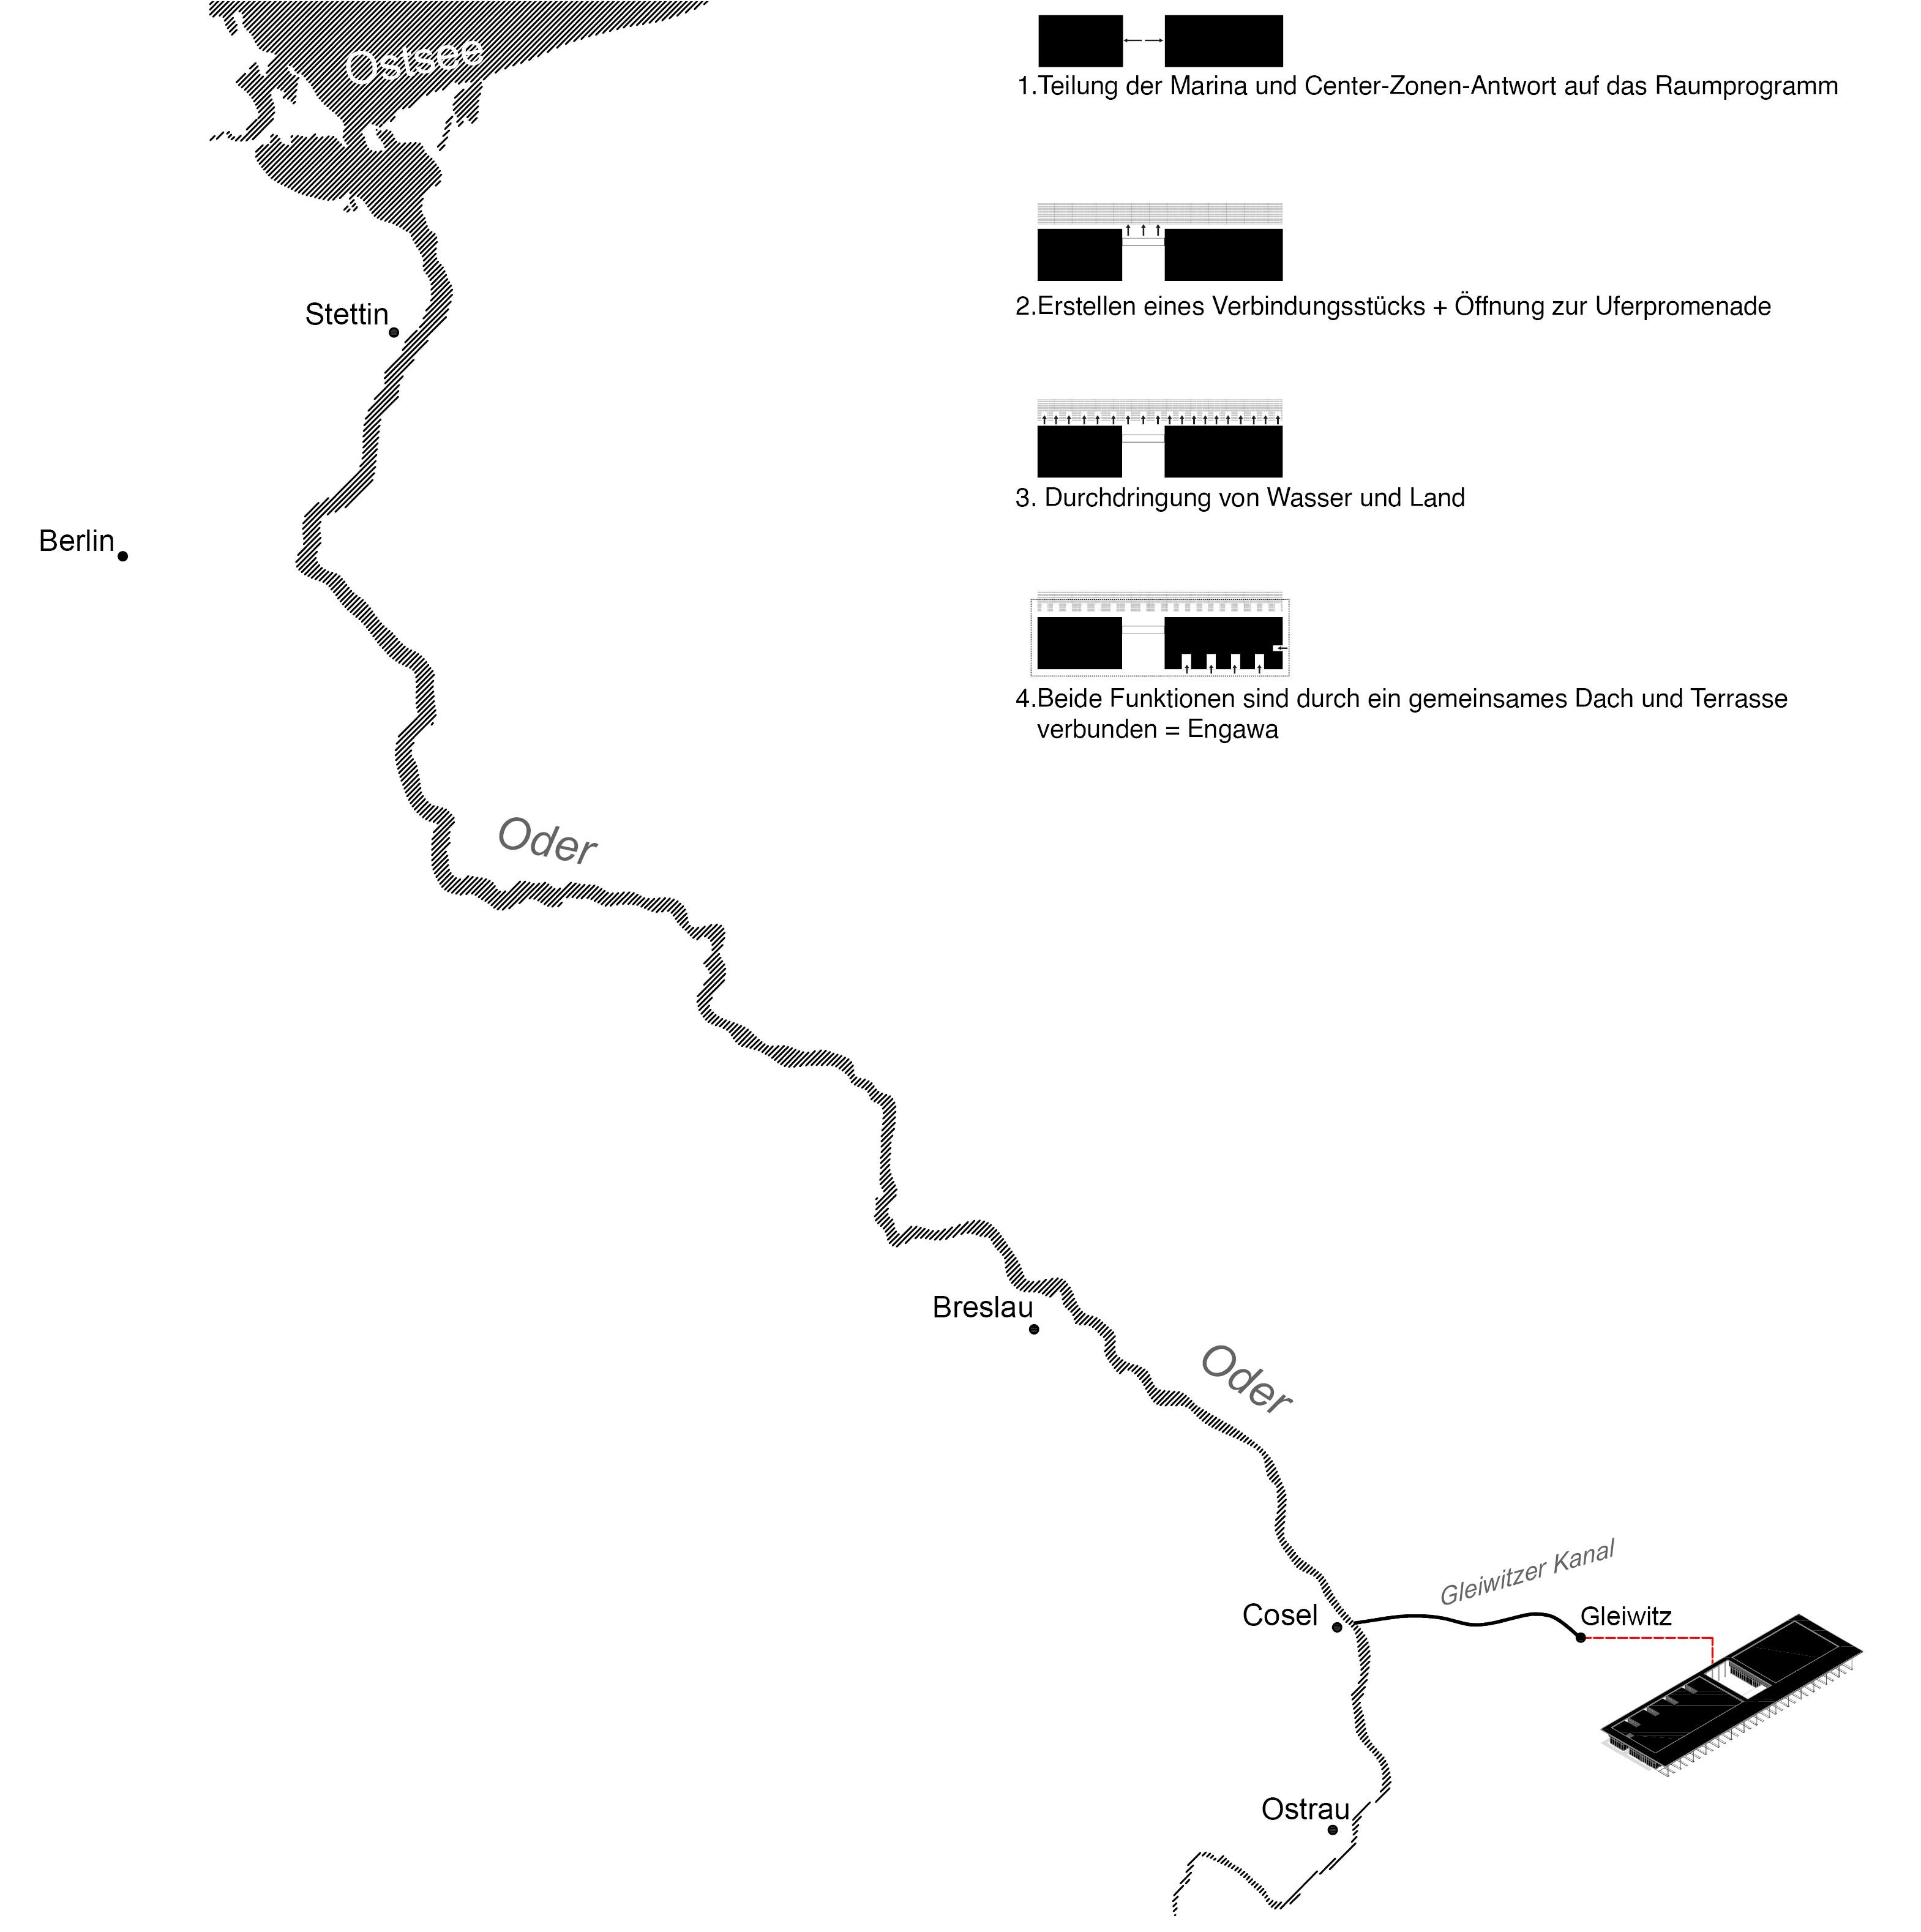 Ostsee
1.Teilung der Marina und Center-Zonen-Antwort auf das Raumprogramm
2.Erstellen eines Verbindungsstücks + Öffnung zur Uferpromenade
Stettin
3. Durchdringung von Wasser und Land
Berlin
4.Beide Funktionen sind durch ein gemeinsames Dach und Terrasse
verbunden = Engawa
Oder
Breslau
Oder
Gleiwitzer Kanal
Cosel
Gleiwitz
Ostrau